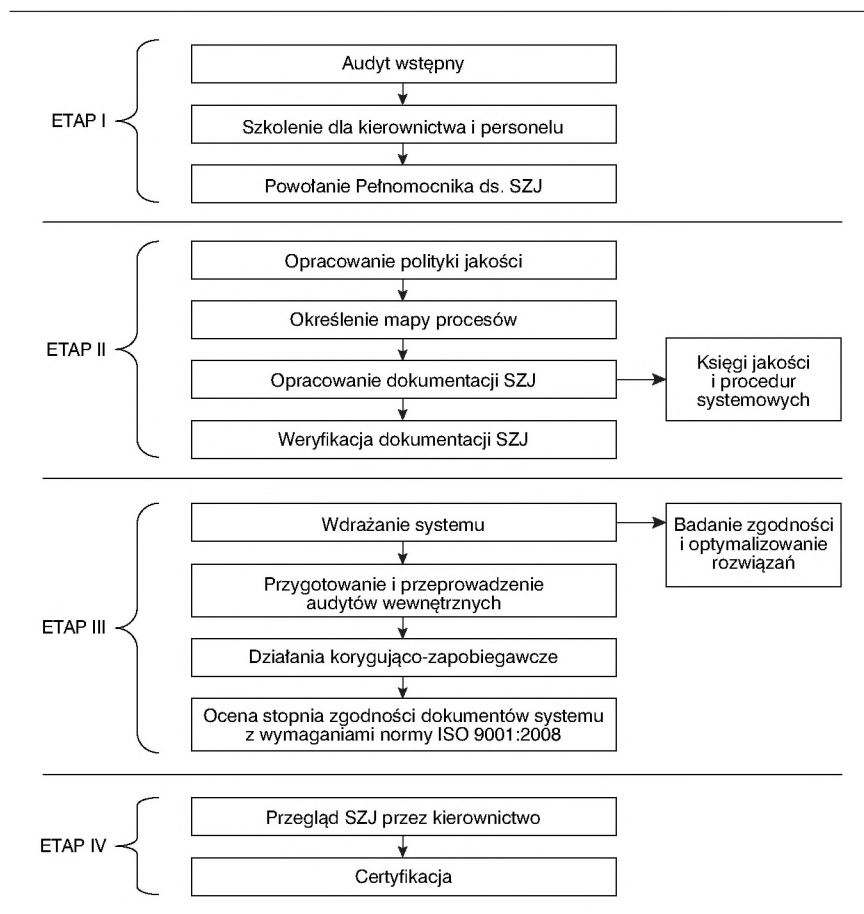 ETAP I
Audyt wstępny
Szkolenie dla kierownictwa i personelu
Powołanie Pełnomocnika ds. SZJ
ETAP II
Opracowanie polityki jakości
Określenie mapy procesów
Opracowanie dokumentacji SZJ
Księgi jakości
i procedur
systemowych
Weryfikacja dokumentacji SZJ
ETAP III
Wdrażanie systemu
Badanie zgodności
i optymalizowanie
rozwiązań
Przygotowanie i przeprowadzenie
audytów wewnętrznych
Działania korygująco-zapobiegawcze
Ocena stopnia zgodności dokumentów systemu
z wymaganiami normy ISO 9001:2008
ETAP IV
Przegląd SZJ przez kierownictwo
Certyfikacja